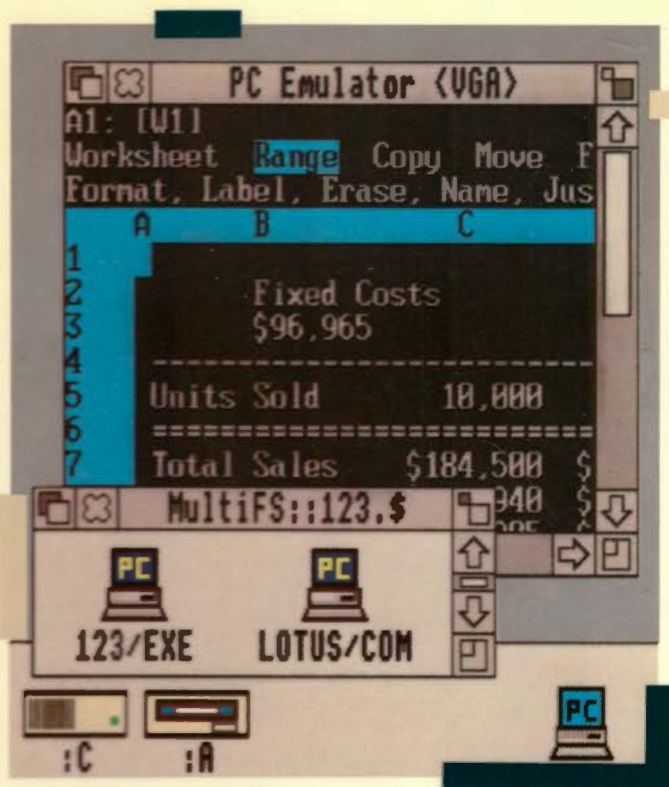 PC Emulator <VGA>
A1: [W1]
Worksheet Range Copy Move F
Format, Label, Erase, Name, Jus
A B C
1
2 Fixed Costs
3 $96,965
4 --------------------------
5 Units Sold 10,000
6 ==========================
7 Total Sales $184,500 $
940 $
MultiFS::123.$
PC PC
123/EXE LOTUS/COM
PC
:C :A